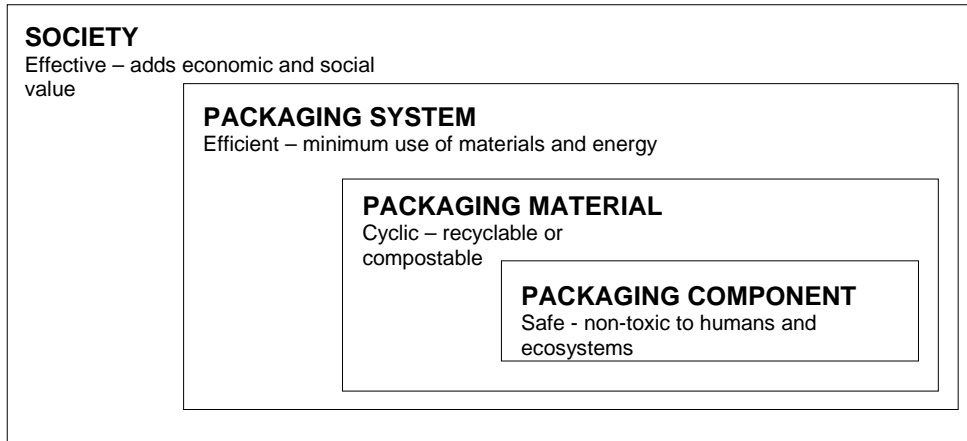 SOCIETY
Effective – adds economic and social
value
PACKAGING SYSTEM
Efficient – minimum use of materials and energy
PACKAGING MATERIAL
Cyclic – recyclable or
compostable
PACKAGING COMPONENT
Safe - non-toxic to humans and
ecosystems